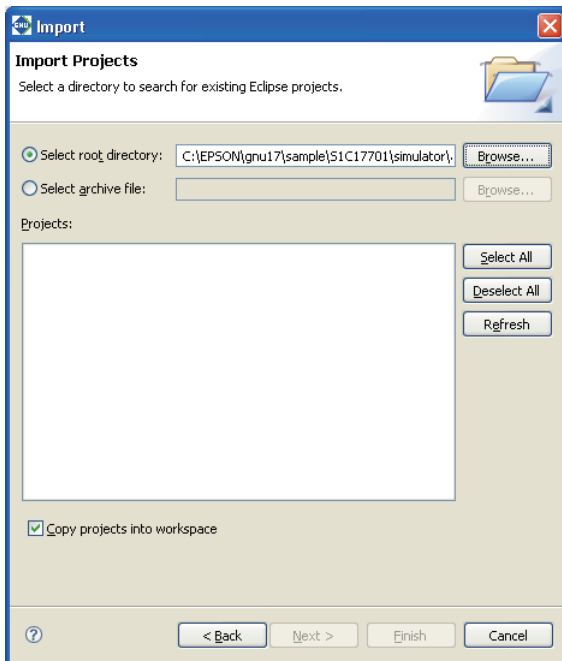 GNU Import
Import Projects
Select a directory to search for existing Eclipse projects.
Select root directory: C:\EPSON\gnu17\sample\S1C17701\simulator\. Browse...
Select archive file: Browse...
Projects:
Select All
Deselect All
Refresh
Copy projects into workspace
? < Back Next > Finish Cancel